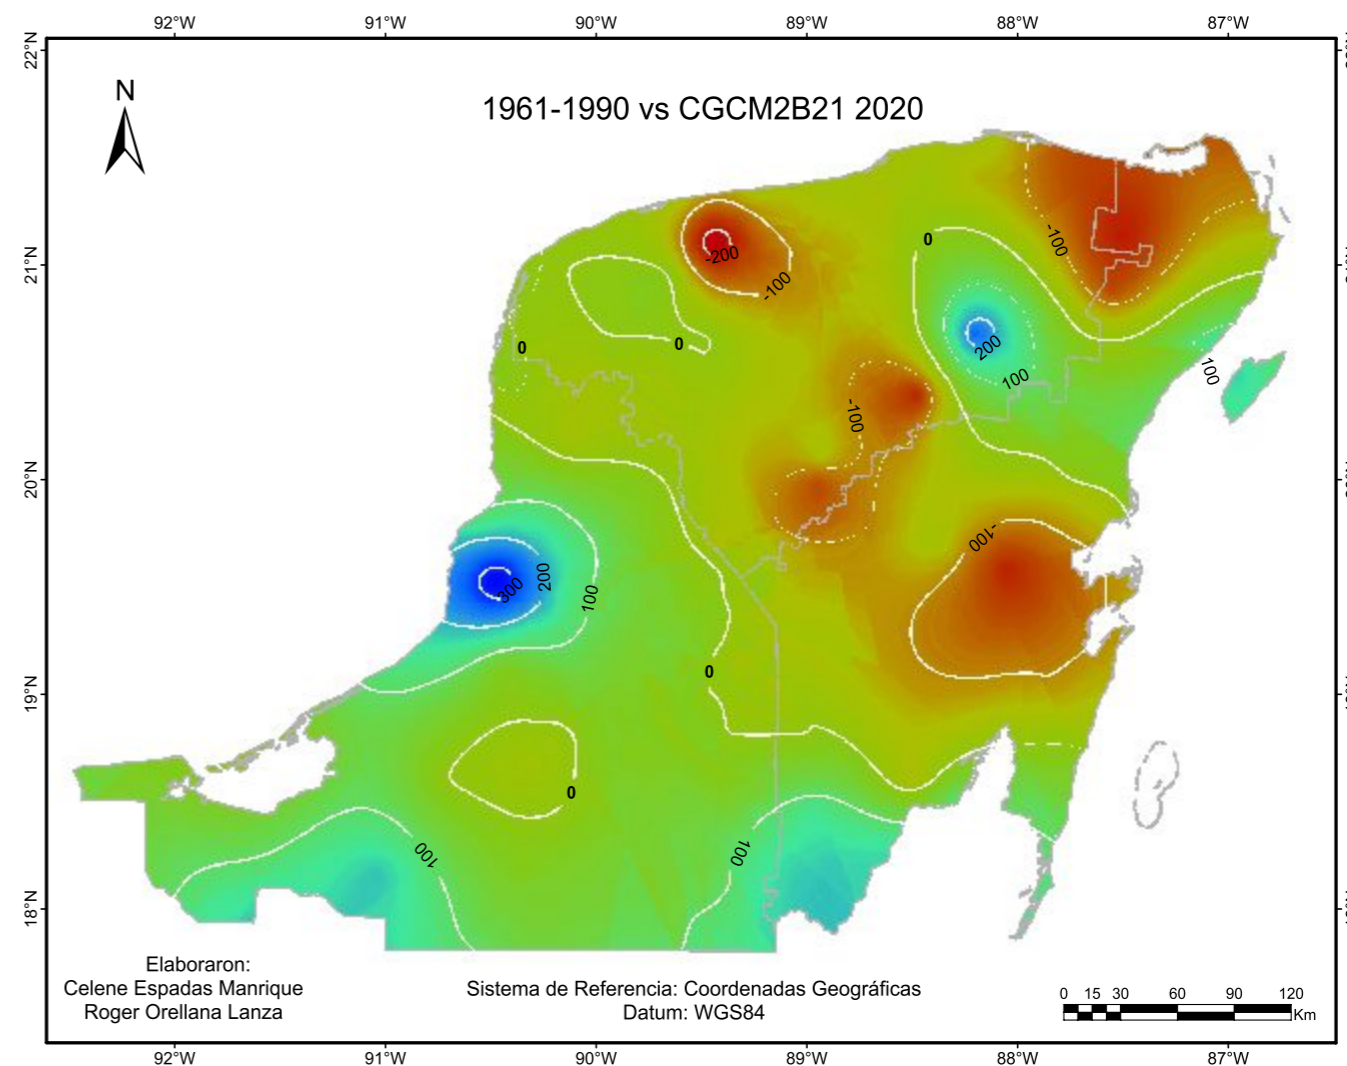 92°W 91°W 90°W 89°W 88°W 87°W
22°N
N
1961-1990 vs CGCM2B21 2020
21°N
0
-100
-200
-100
0
0
200
100
100
-100
20°N
-100
300
200
100
19°N
0
0
100
100
18°N
Elaboraron:
Celene Espadas Manrique
Roger Orellana Lanza
Sistema de Referencia: Coordenadas Geográficas
Datum: WGS84
0 15 30 60 90 120
Km
92°W 91°W 90°W 89°W 88°W 87°W